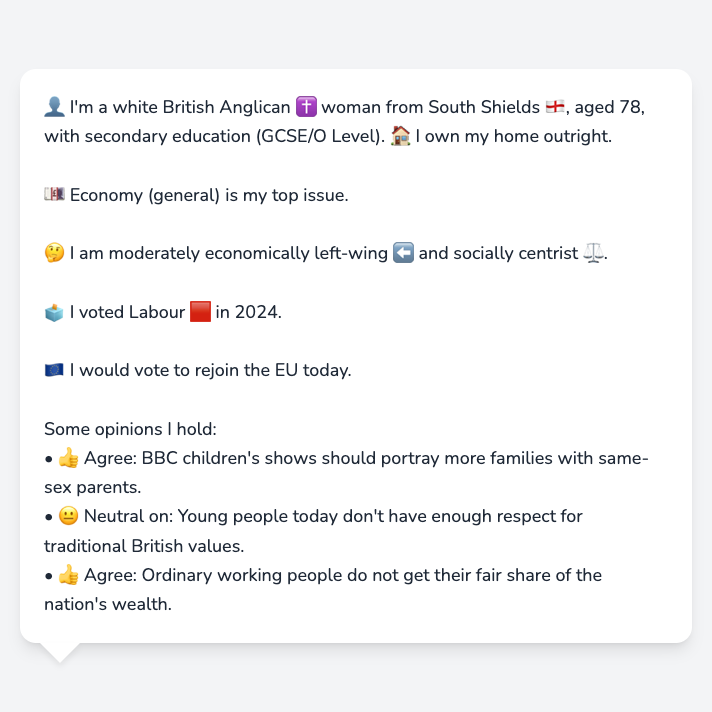 👤 I'm a white British Anglican ✝️ woman from South Shields 🏴󠁧󠁢󠁥󠁮󠁧󠁿, aged 78,
with secondary education (GCSE/O Level). 🏠 I own my home outright.
💷 Economy (general) is my top issue.
🤔 I am moderately economically left-wing ⬅️ and socially centrist ⚖️.
🗳️ I voted Labour 🟥 in 2024.
🇪🇺 I would vote to rejoin the EU today.
Some opinions I hold:
• 👍 Agree: BBC children's shows should portray more families with same-
sex parents.
• 😐 Neutral on: Young people today don't have enough respect for
traditional British values.
• 👍 Agree: Ordinary working people do not get their fair share of the
nation's wealth.